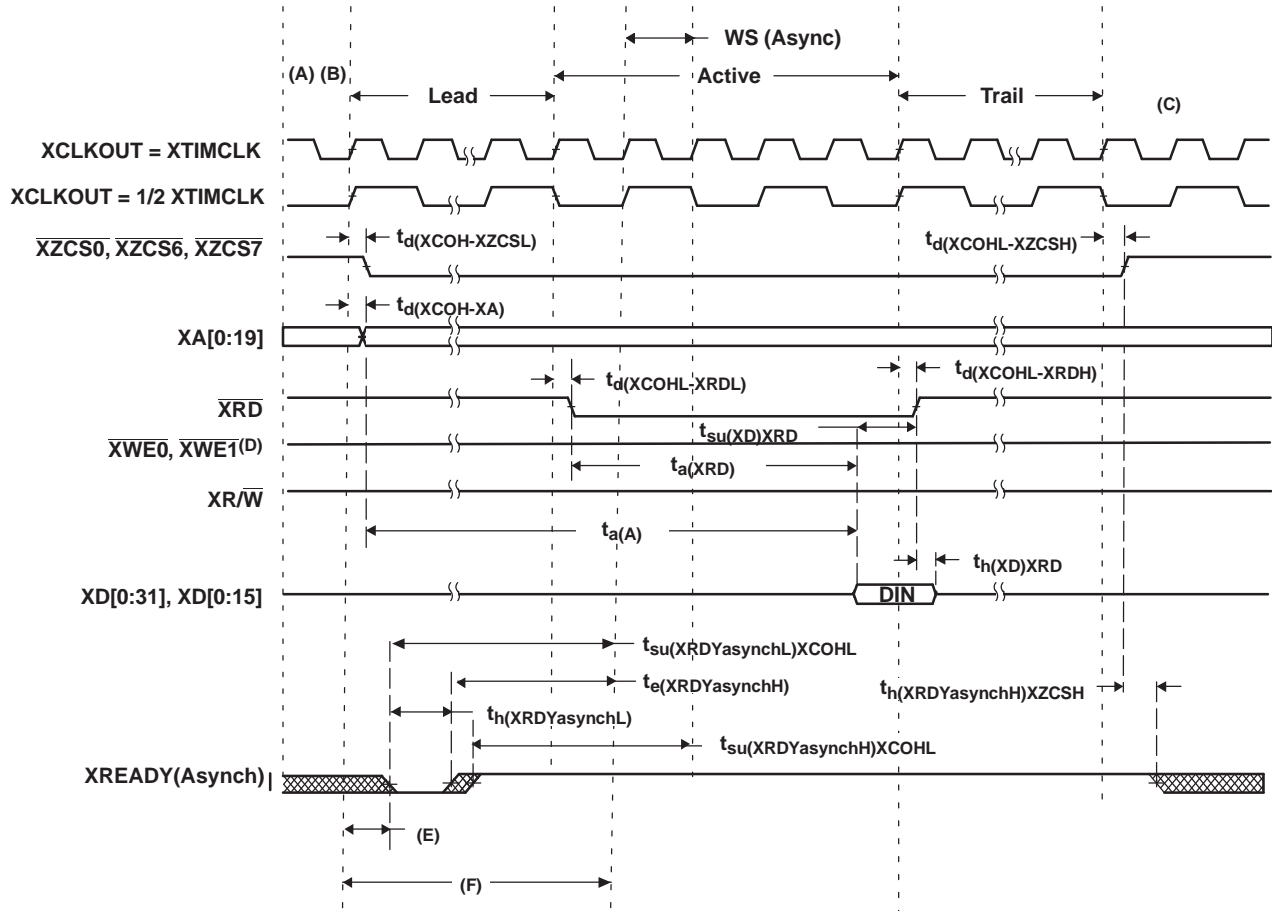 WS (Async)
(A) (B)
Active
Lead
Trail
(C)
XCLKOUT = XTIMCLK
XCLKOUT = 1/2 XTIMCLK
XZCS0, XZCS6, XZCS7
td(XCOH-XZCSL)
td(XCOHL-XZCSH)
td(XCOH-XA)
XA[0:19]
td(XCOHL-XRDL)
td(XCOHL-XRDH)
XRD
tsu(XD)XRD
XWE0, XWE1(D)
ta(XRD)
XR/W
ta(A)
th(XD)XRD
XD[0:31], XD[0:15]
DIN
tsu(XRDYasynchL)XCOHL
te(XRDYasynchH)
th(XRDYasynchH)XZCSH
th(XRDYasynchL)
tsu(XRDYasynchH)XCOHL
XREADY(Asynch)
(E)
(F)